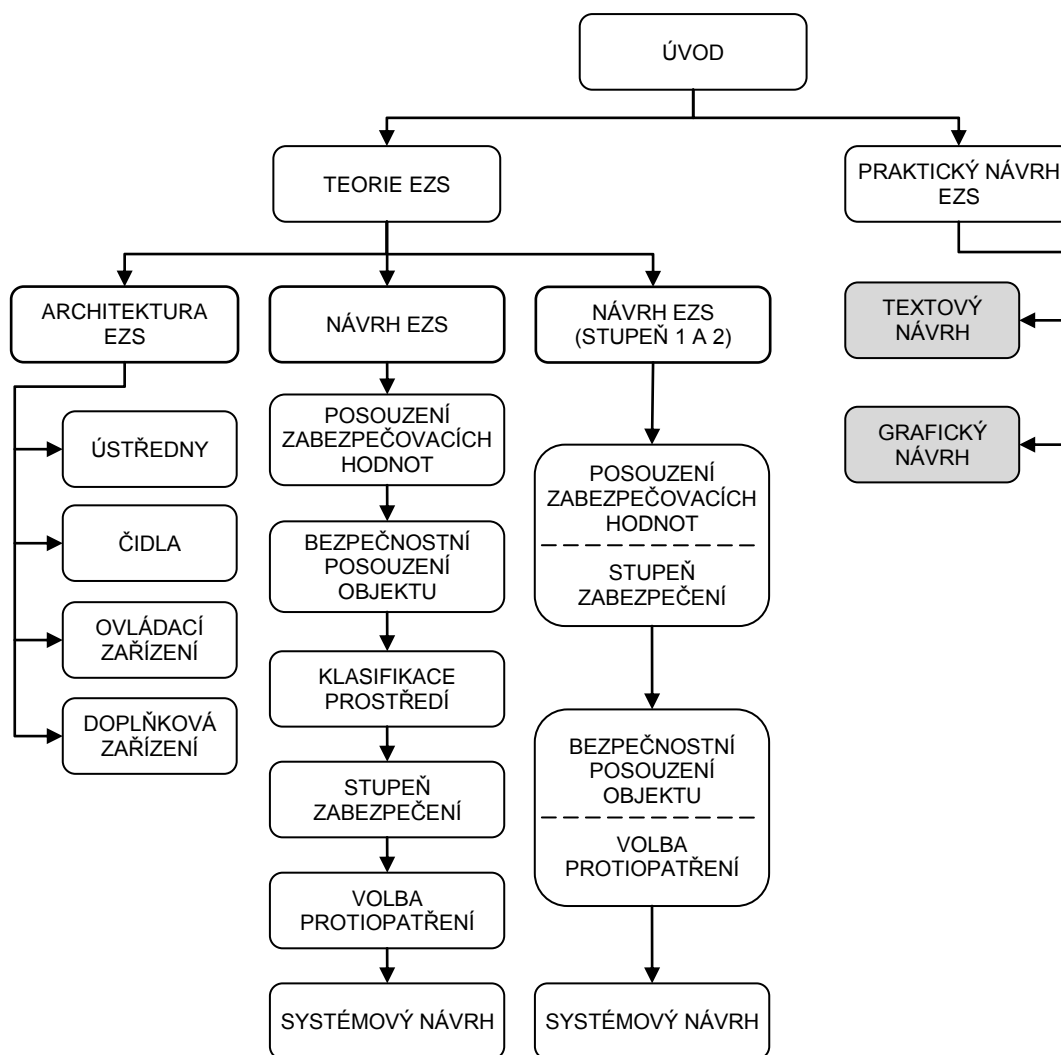 ÚVOD
TEORIE EZS
PRAKTICKÝ NÁVRH
EZS
ARCHITEKTURA
EZS
ÚSTŘEDNY
ČIDLA
OVLÁDACÍ
ZAŘÍZENÍ
DOPLŇKOVÁ
ZAŘÍZENÍ
NÁVRH EZS
POSOUZENÍ
ZABEZPEČOVACÍCH
HODNOT
BEZPEČNOSTNÍ
POSOUZENÍ
OBJEKTU
KLASIFIKACE
PROSTŘEDÍ
STUPEŇ
ZABEZPEČENÍ
VOLBA
PROTIOPATŘENÍ
SYSTÉMOVÝ NÁVRH
NÁVRH EZS
(STUPEŇ 1 A 2)
POSOUZENÍ
ZABEZPEČOVACÍCH
HODNOT
STUPEŇ
ZABEZPEČENÍ
BEZPEČNOSTNÍ
POSOUZENÍ
OBJEKTU
VOLBA
PROTIOPATŘENÍ
SYSTÉMOVÝ NÁVRH
TEXTOVÝ
NÁVRH
GRAFICKÝ
NÁVRH